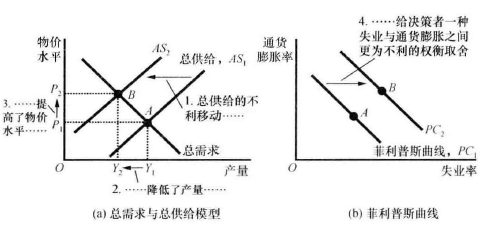 物价
水平
AS₂
总供给，AS₁
P₂
B
A
P₁
3. ……提
高了物价
水平……
1. 总供给的不
利移动……
总需求
O
Y₂
Y₁
产量
2. ……降低了产量……
(a) 总需求与总供给模型
4. ……给决策者一种
失业与通货膨胀之间
更为不利的权衡取舍
通货
膨胀率
B
A
PC₂
菲利普斯曲线，PC₁
O
失业率
(b) 菲利普斯曲线